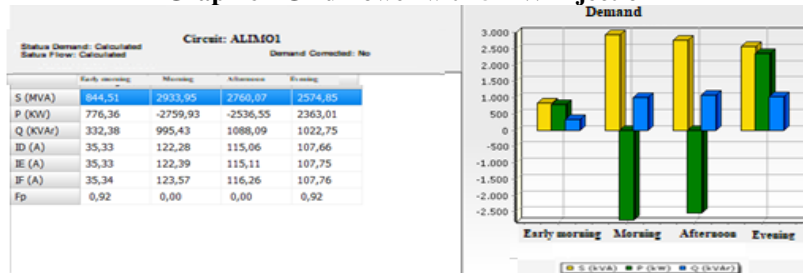 Demand
Circuit: ALIMO1
Status Demand: Calculated
Satus Flrow: Calculated
Demand Corrected: No
Early morning Morning Afternoon Evening
S (MVA) 844,51 2933,95 2760,07 2574,85
P (KW) 776,36 -2759,93 -2536,55 2363,01
Q (KVAr) 332,38 995,43 1088,09 1022,75
ID (A) 35,33 122,28 115,06 107,66
IE (A) 35,33 122,39 115,11 107,75
IF (A) 35,34 123,57 116,26 107,76
Fp 0,92 0,00 0,00 0,92
3.000
2.500
2.000
1.500
1.000
500
0
-500
-1.000
-1.500
-2.000
-2.500
Early morning Morning Afternoon Evening
S (kVA) P (kW) Q (kVAr)